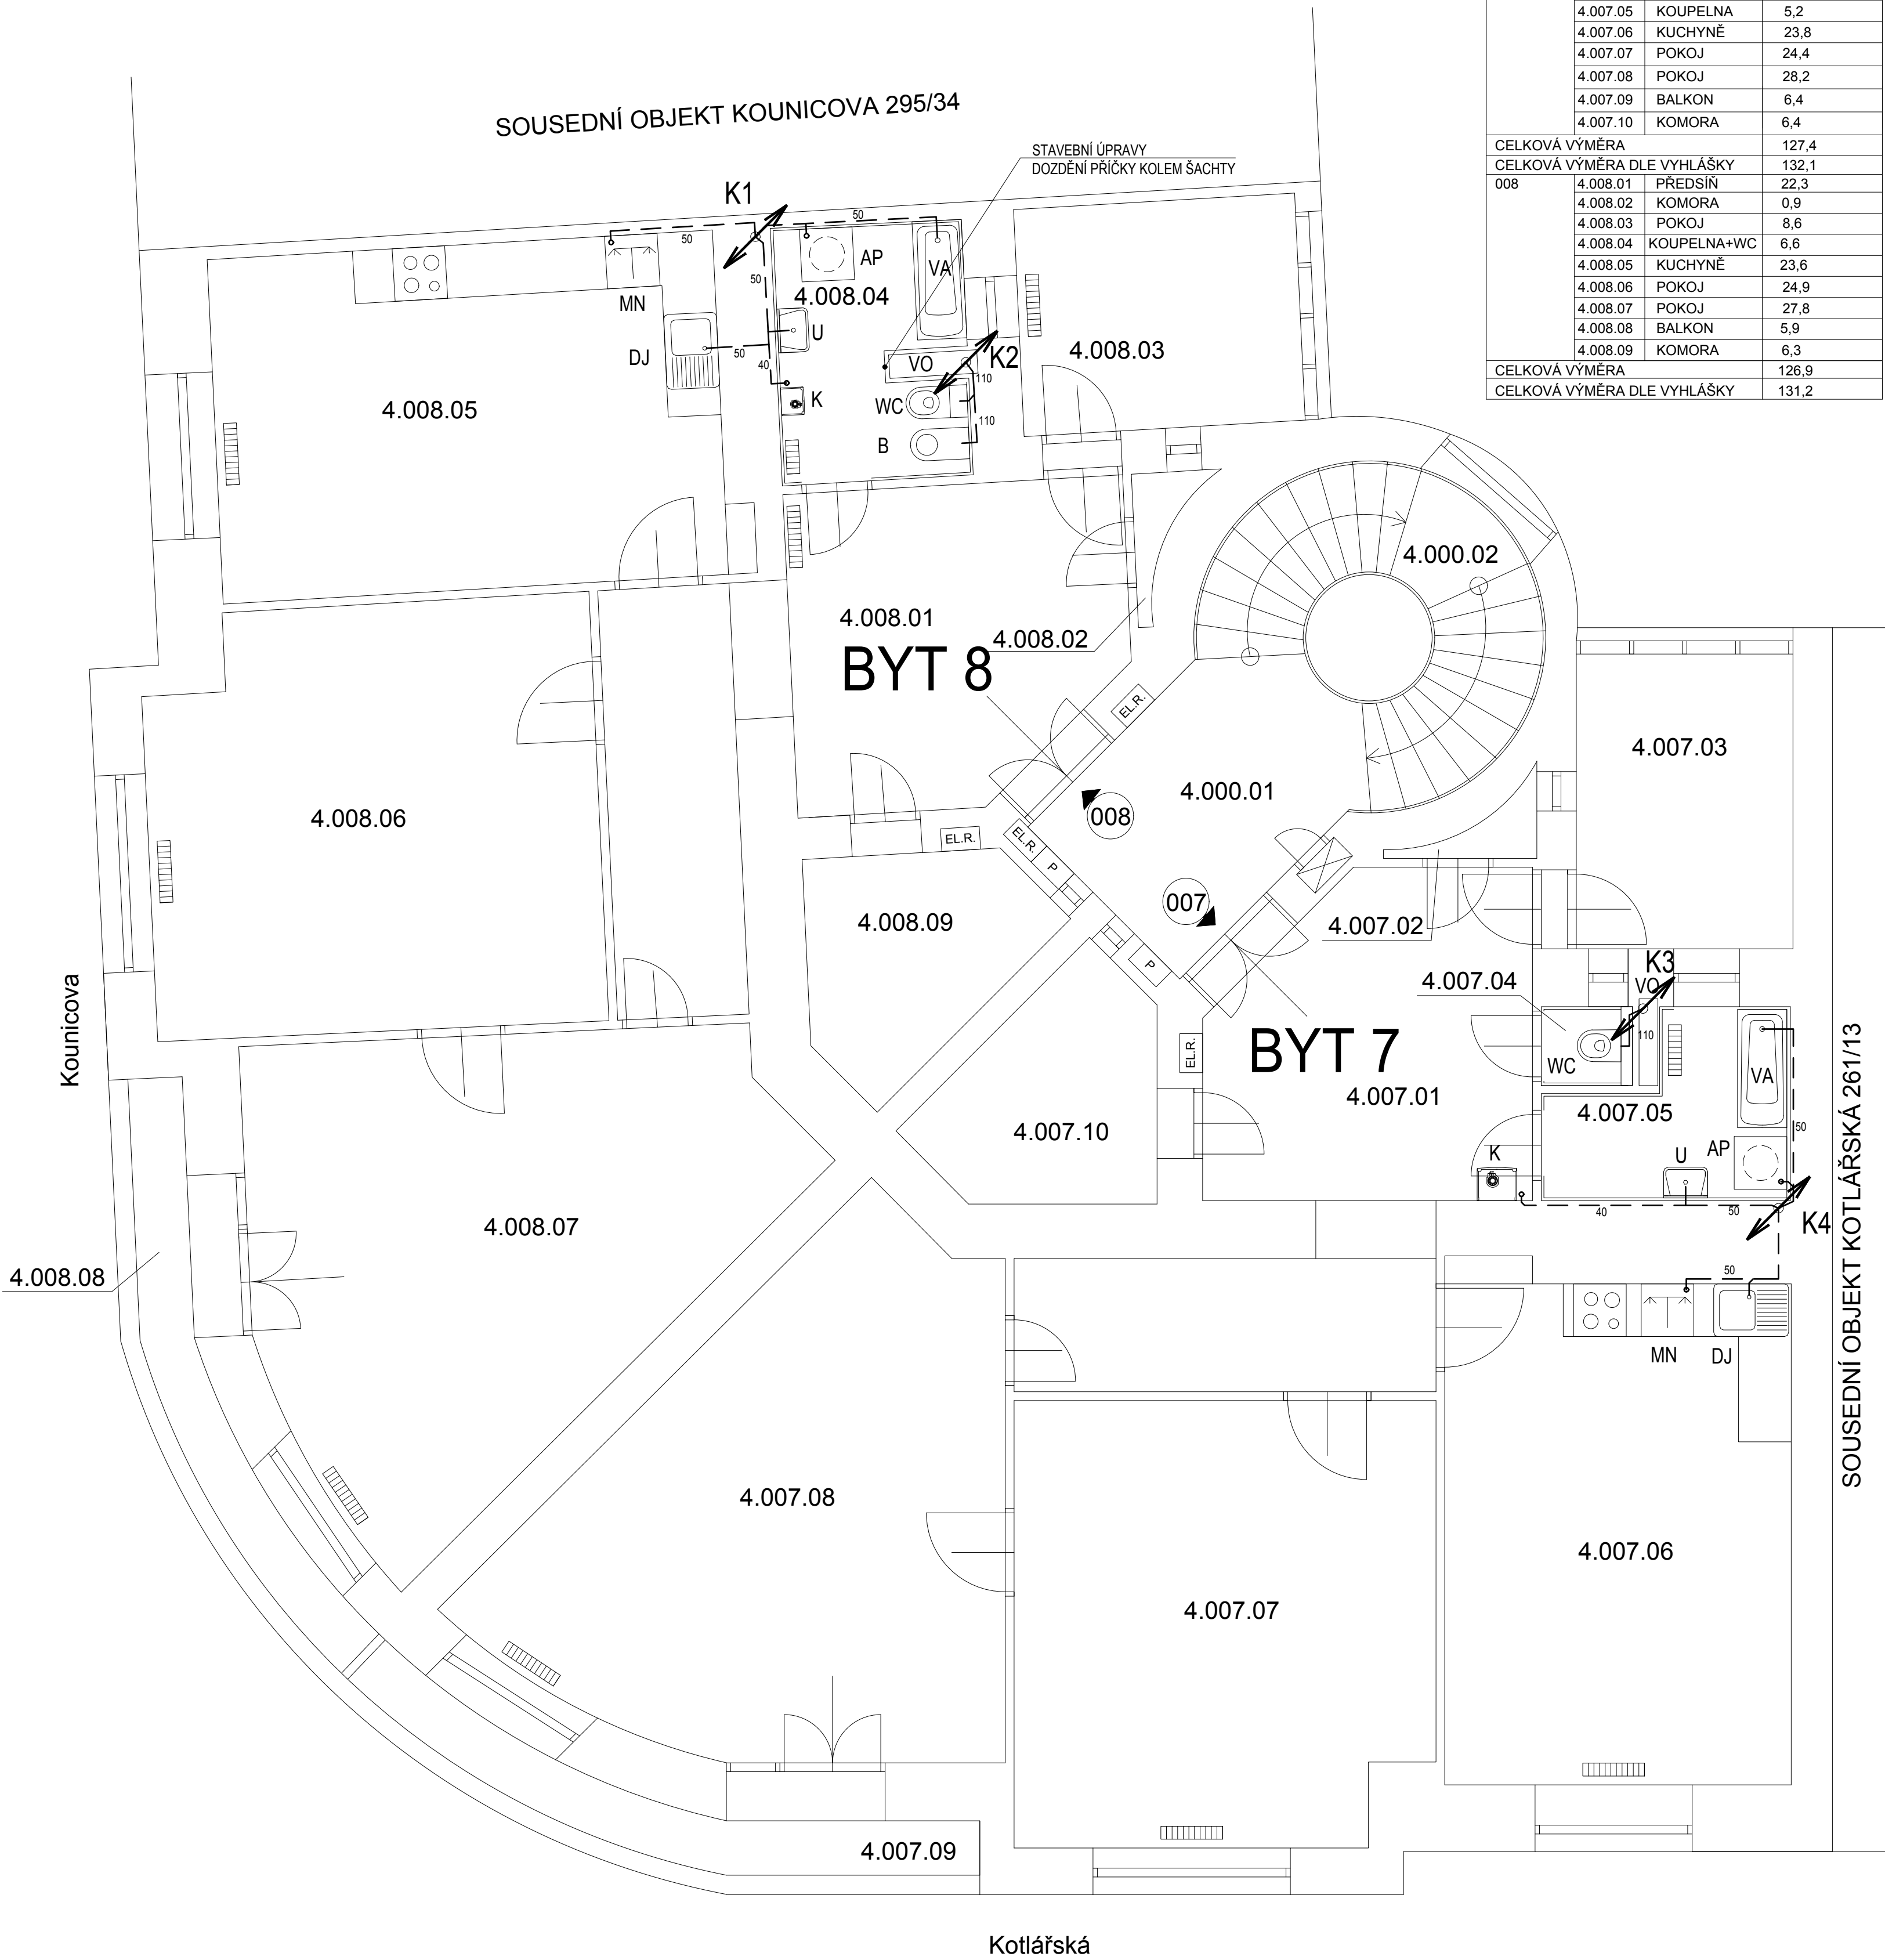 4.007.05 KOUPELNA 5,2
4.007.06 KUCHYNĚ 23,8
4.007.07 POKOJ 24,4
4.007.08 POKOJ 28,2
4.007.09 BALKON 6,4
4.007.10 KOMORA 6,4
CELKOVÁ VÝMĚRA 127,4
CELKOVÁ VÝMĚRA DLE VYHLÁŠKY 132,1
008 4.008.01 PŘEDSÍŇ 22,3
4.008.02 KOMORA 0,9
4.008.03 POKOJ 8,6
4.008.04 KOUPELNA+WC 6,6
4.008.05 KUCHYNĚ 23,6
4.008.06 POKOJ 24,9
4.008.07 POKOJ 27,8
4.008.08 BALKON 5,9
4.008.09 KOMORA 6,3
CELKOVÁ VÝMĚRA 126,9
CELKOVÁ VÝMĚRA DLE VYHLÁŠKY 131,2
SOUSEDNÍ OBJEKT KOUNICOVA 295/34
STAVEBNÍ ÚPRAVY
DOZDĚNÍ PŘÍČKY KOLEM ŠACHTY
K1
50
50
50
AP
VA
MN
4.008.04
U
DJ
50
40
VO
K2
110
4.008.03
K
WC
110
B
4.008.05
4.000.02
4.008.01
4.008.02
BYT 8
EL.R.
4.007.03
4.000.01
008
4.008.06
EL.R.
EL.R.
P
007
4.008.09
4.007.02
P
K3
4.007.04
VO
Kounicova
110
EL.R.
BYT 7
WC
VA
4.007.01
4.007.05
50
4.007.10
K
U
AP
SOUSEDNÍ OBJEKT KOTLÁŘSKÁ 261/13
40
50
K4
4.008.07
4.008.08
50
MN
DJ
4.007.08
4.007.06
4.007.07
4.007.09
Kotlářská